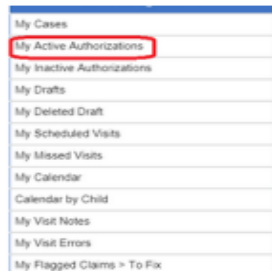 My Cases
My Active Authorizations
My Inactive Authorizations
My Drafts
My Deleted Draft
My Scheduled Visits
My Missed Visits
My Calendar
Calendar by Child
My Visit Notes
My Visit Errors
My Flagged Claims > To Fix